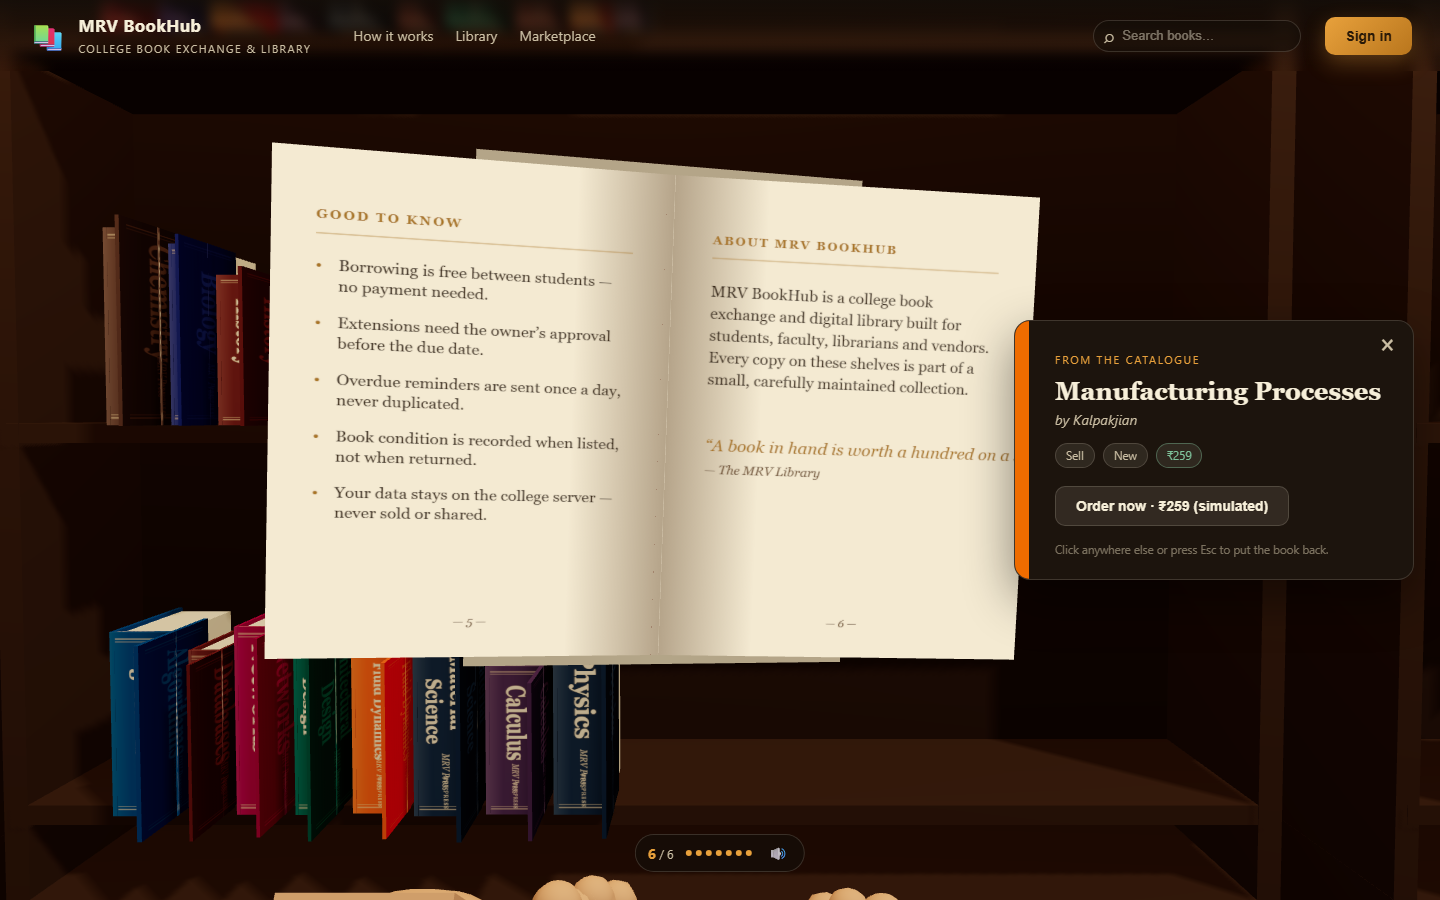 MRV BookHub
COLLEGE BOOK EXCHANGE & LIBRARY
How it works
Library
Marketplace
Search books...
Sign in
GOOD TO KNOW
• Borrowing is free between students —
no payment needed.
• Extensions need the owner's approval
before the due date.
• Overdue reminders are sent once a day,
never duplicated.
• Book condition is recorded when listed,
not when returned.
• Your data stays on the college server —
never sold or shared.
— 5 —
ABOUT MRV BOOKHUB
MRV BookHub is a college book
exchange and digital library built for
students, faculty, librarians and vendors.
Every copy on these shelves is part of a
small, carefully maintained collection.
“A book in hand is worth a hundred on a
— The MRV Library
— 6 —
FROM THE CATALOGUE
Manufacturing Processes
by Kalpakjian
Sell
New
₹259
Order now · ₹259 (simulated)
Click anywhere else or press Esc to put the book back.
Chemistry
Biology
Design
Fluid Dynamics
Science
Calculus
Physics
6 / 6